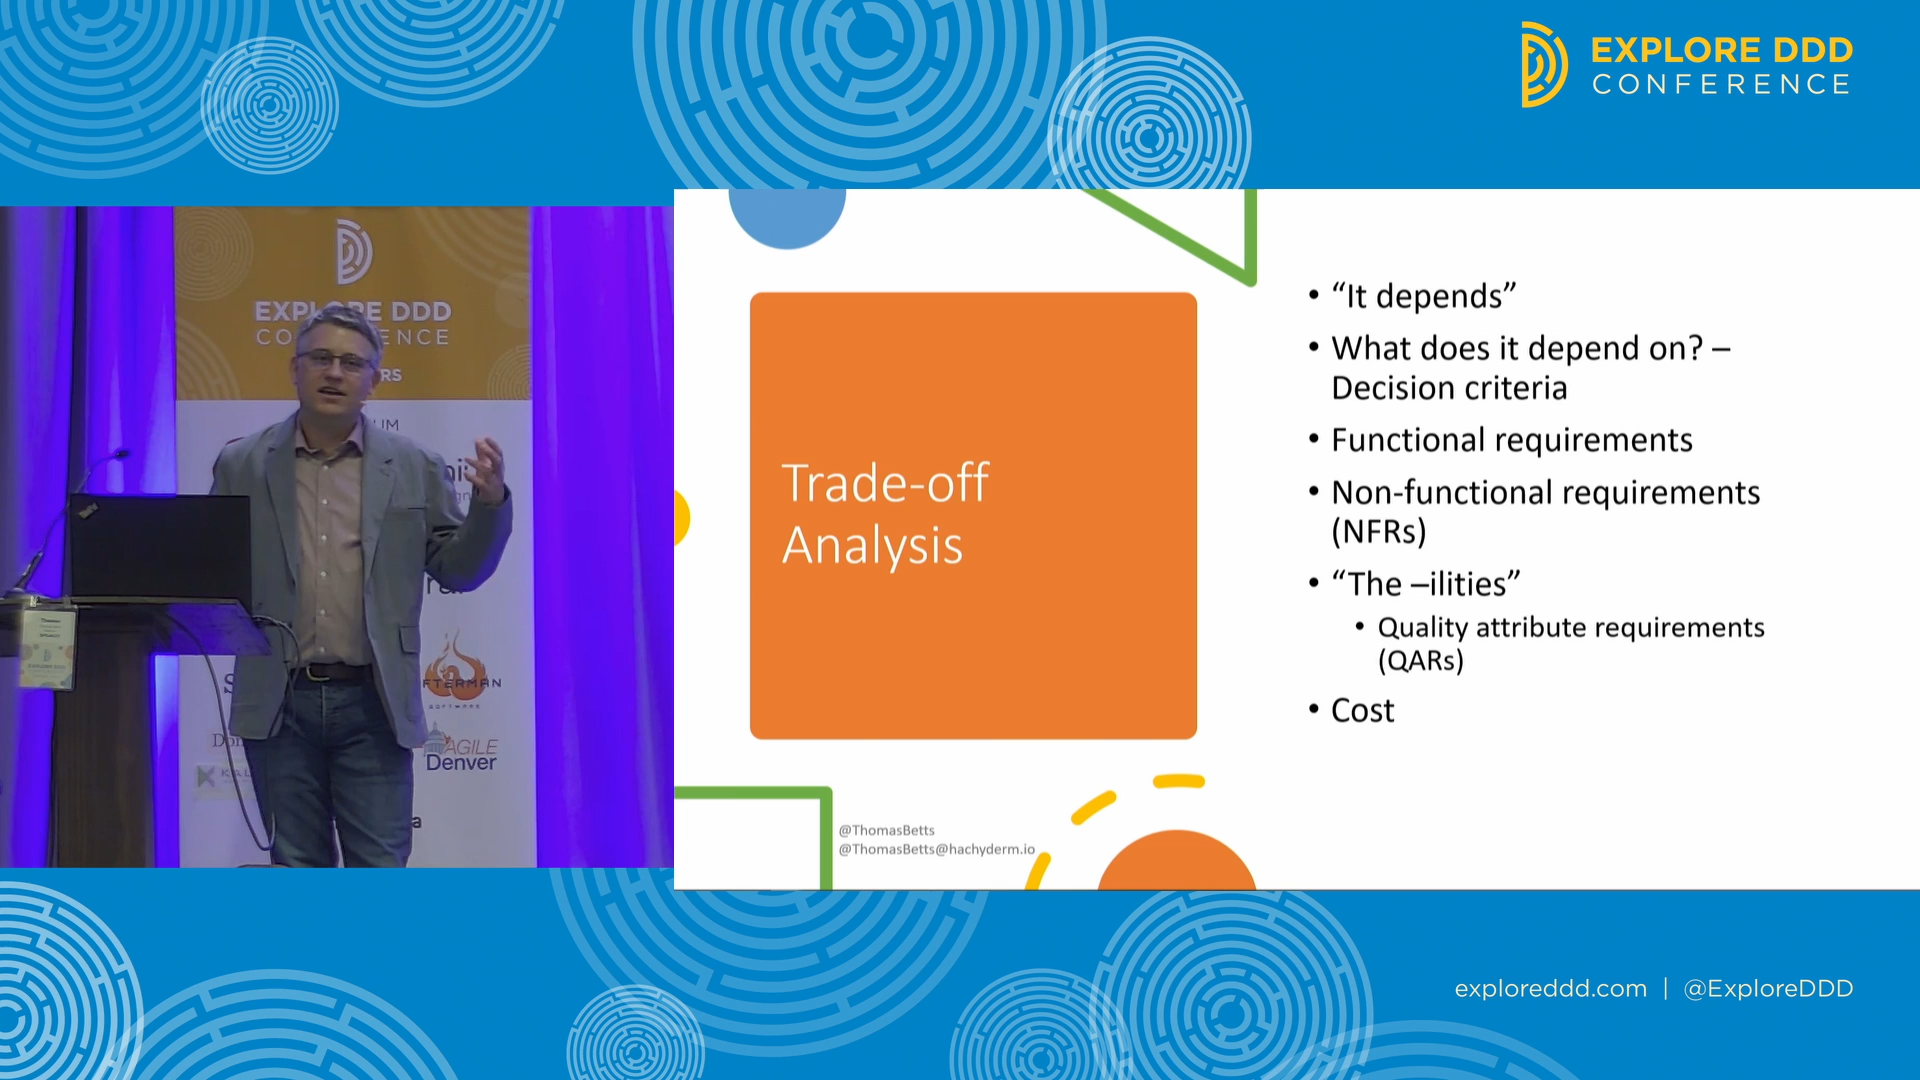 EXPLORE DDD
CONFERENCE
EXPLORE DDD
• “It depends”
• What does it depend on? –
Decision criteria
• Functional requirements
• Non-functional requirements
(NFRs)
• “The –ilities”
• Quality attribute requirements
(QARs)
• Cost
Trade-off
Analysis
@ThomasBetts
@ThomasBetts@hachyderm.io
SOFTWARE
AGILE
Denver
exploreddd.com | @ExploreDDD